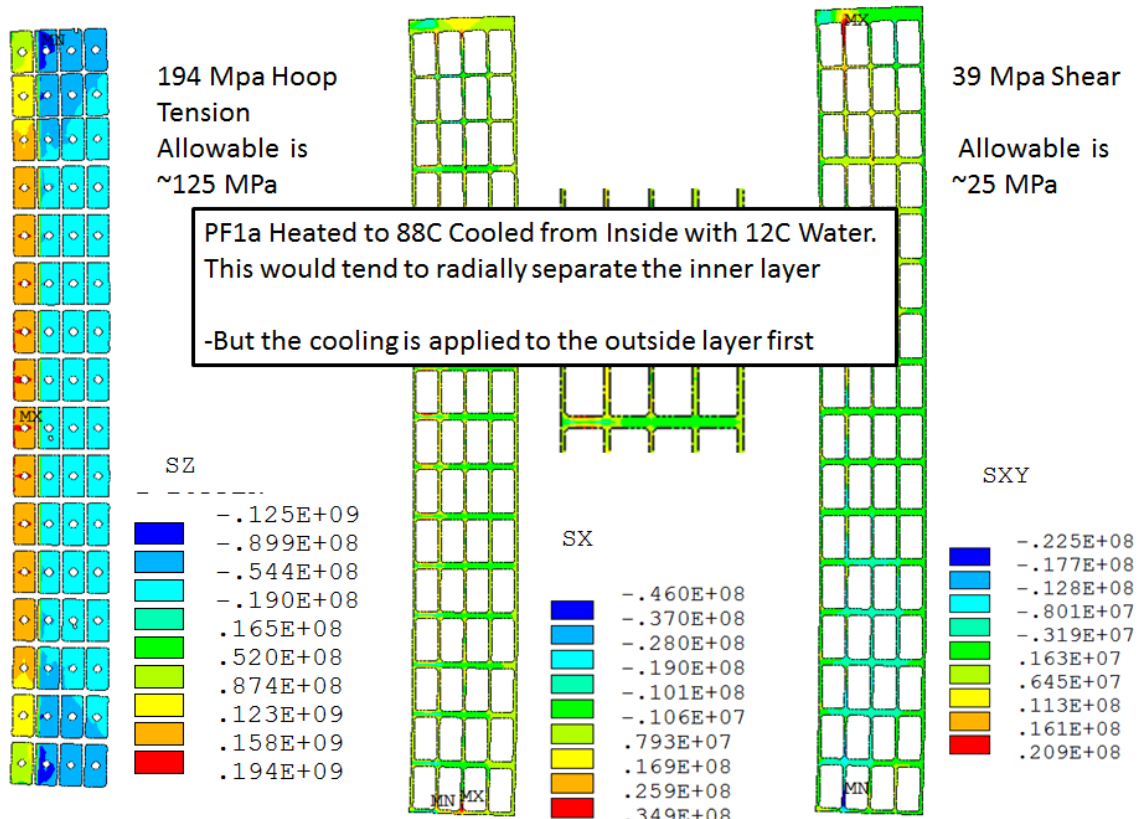 MN
194 Mpa Hoop
Tension
Allowable is
~125 MPa
MX
39 Mpa Shear
Allowable is
~25 MPa
PF1a Heated to 88C Cooled from Inside with 12C Water.
This would tend to radially separate the inner layer
-But the cooling is applied to the outside layer first
MX
SZ
-.125E+09
-.899E+08
-.544E+08
-.190E+08
.165E+08
.520E+08
.874E+08
.123E+09
.158E+09
.194E+09
SX
-.460E+08
-.370E+08
-.280E+08
-.190E+08
-.101E+08
-.106E+07
.793E+07
.169E+08
.259E+08
.349E+08
MN MX
SXY
-.225E+08
-.177E+08
-.128E+08
-.801E+07
-.319E+07
.163E+07
.645E+07
.113E+08
.161E+08
.209E+08
MN